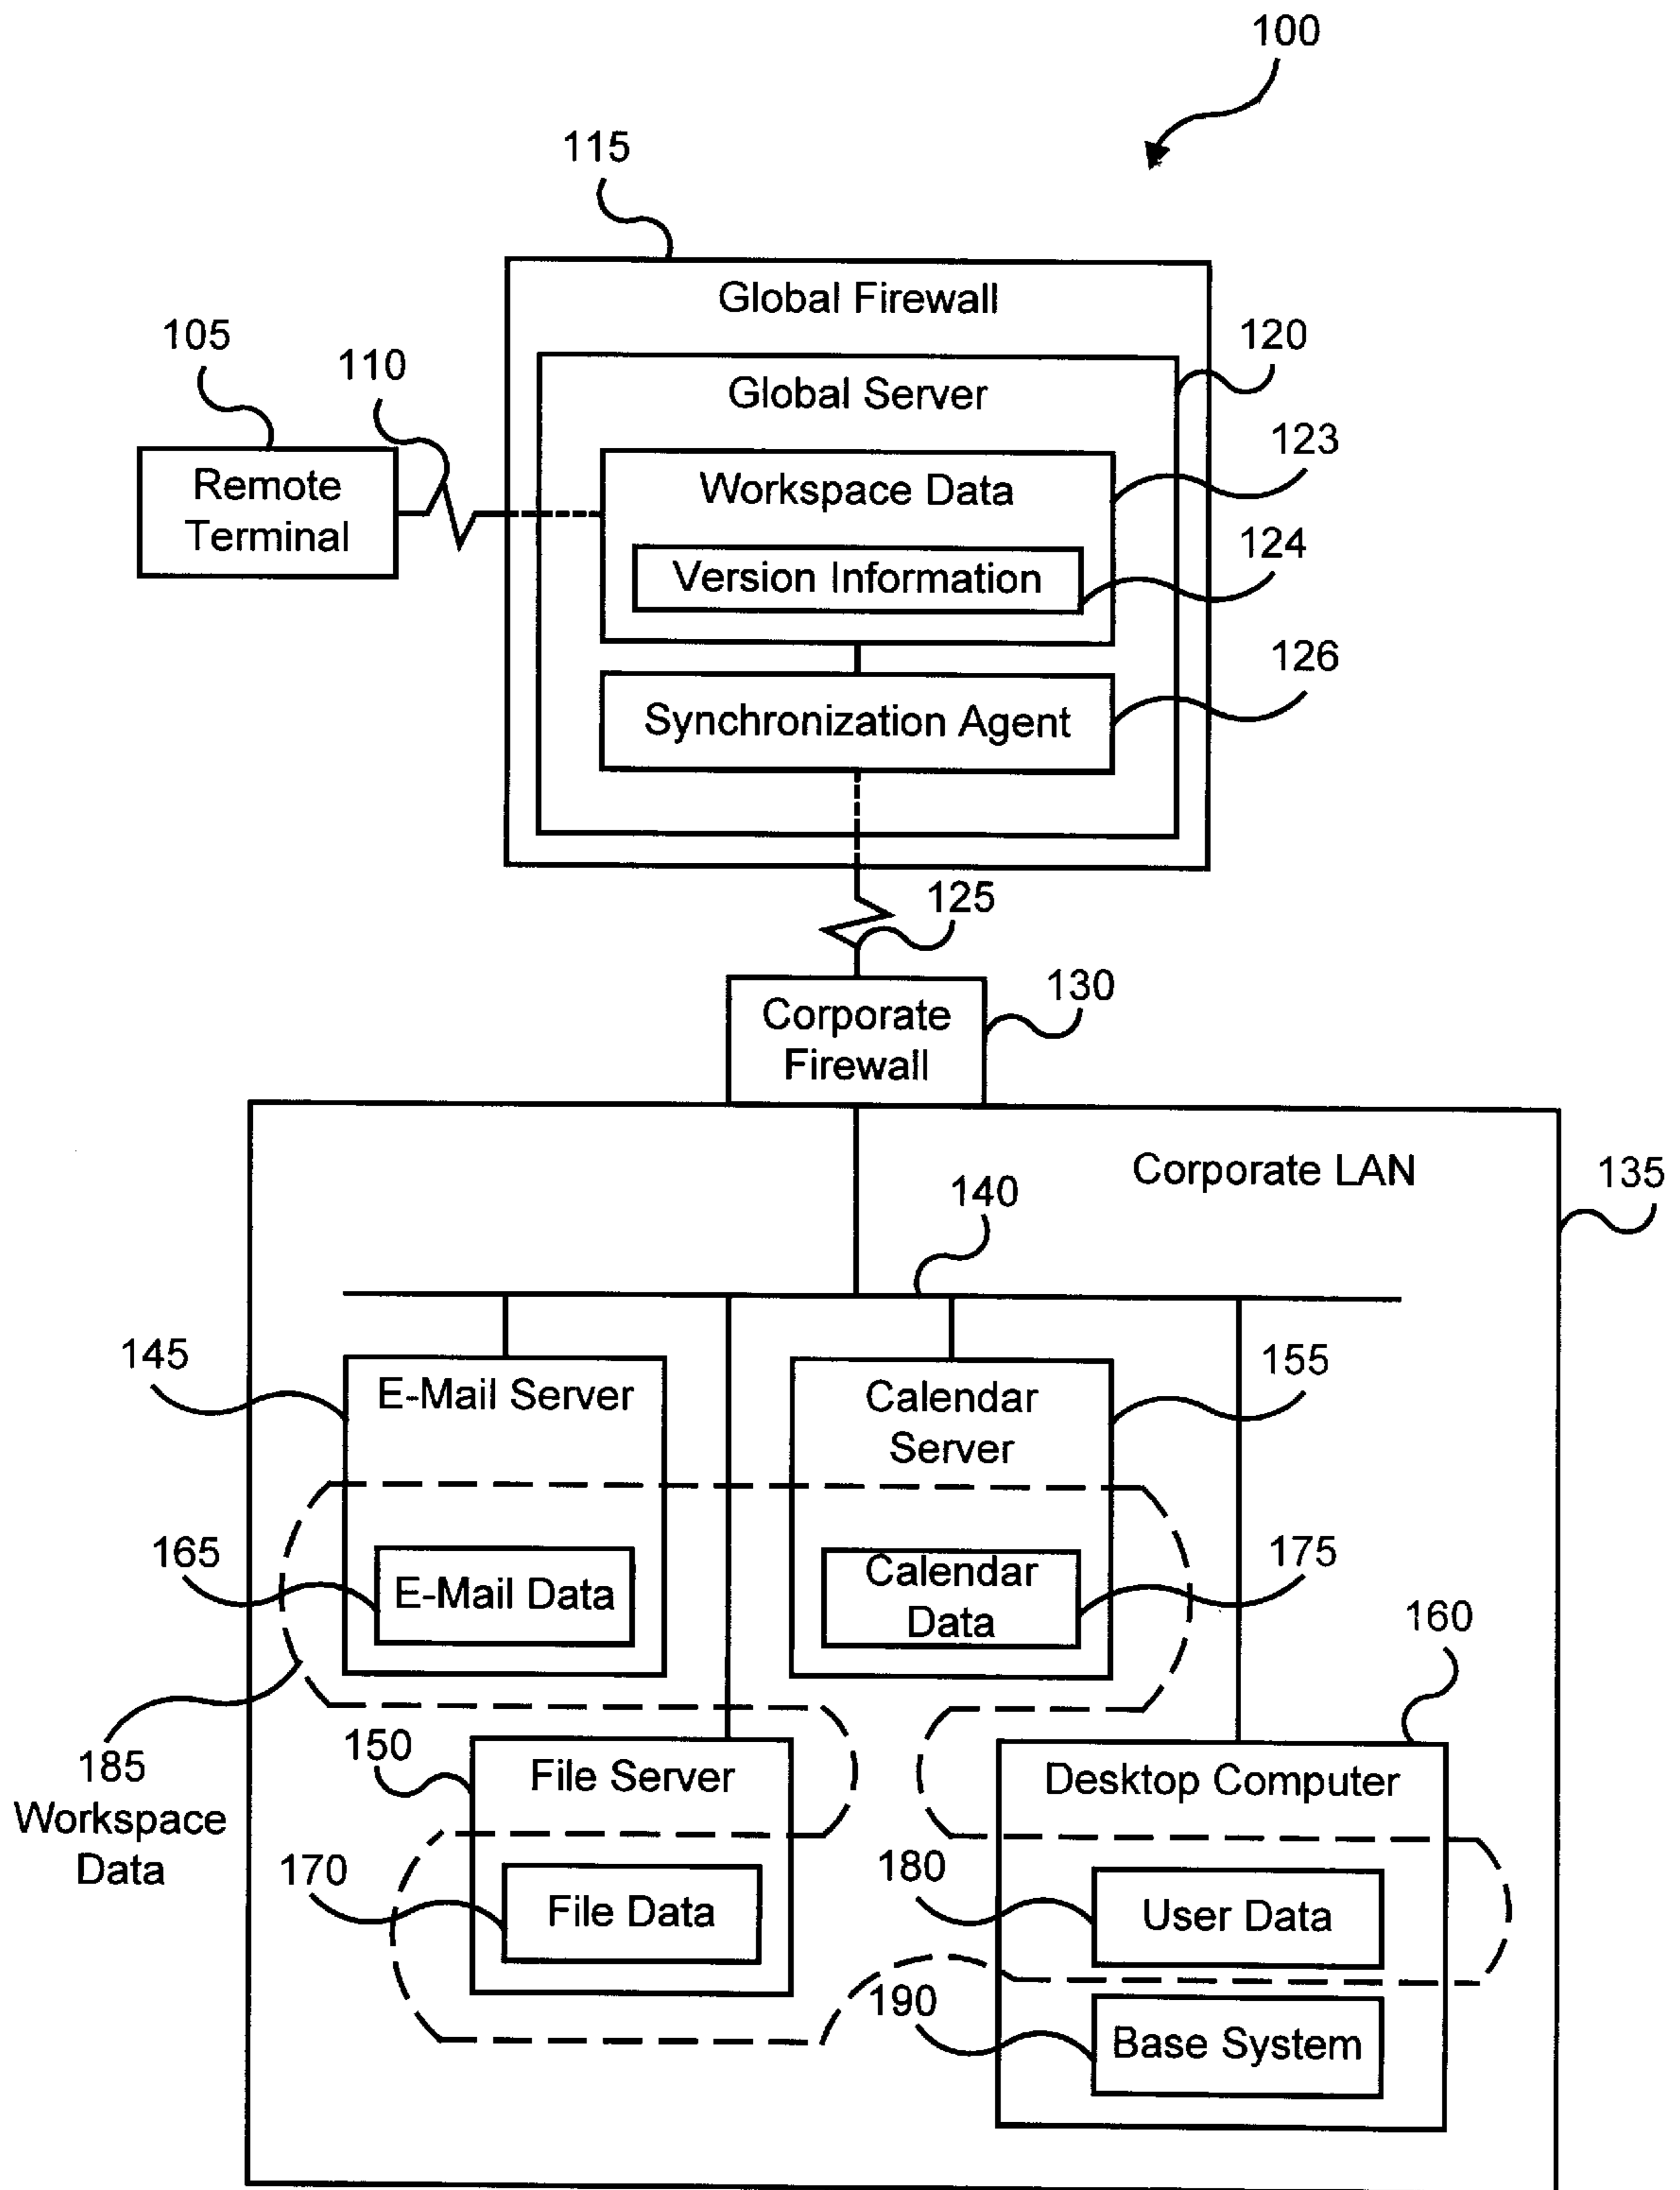 100
115
Global Firewall
105
110
120
Global Server
123
Remote
Terminal
Workspace Data
124
Version Information
126
Synchronization Agent
125
130
Corporate
Firewall
Corporate LAN
135
140
145
E-Mail Server
155
Calendar
Server
165
E-Mail Data
175
Calendar
Data
160
185
Workspace
Data
150
File Server
Desktop Computer
170
File Data
180
User Data
190
Base System